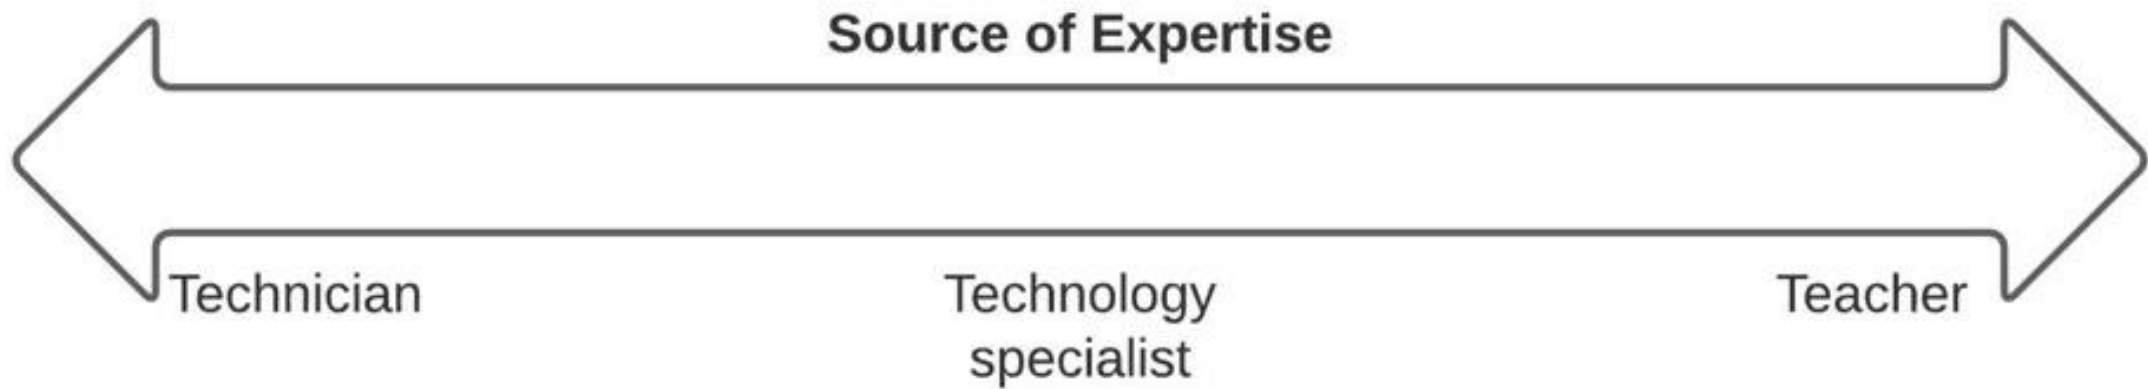 Source of Expertise
Technician
Technology
specialist
Teacher